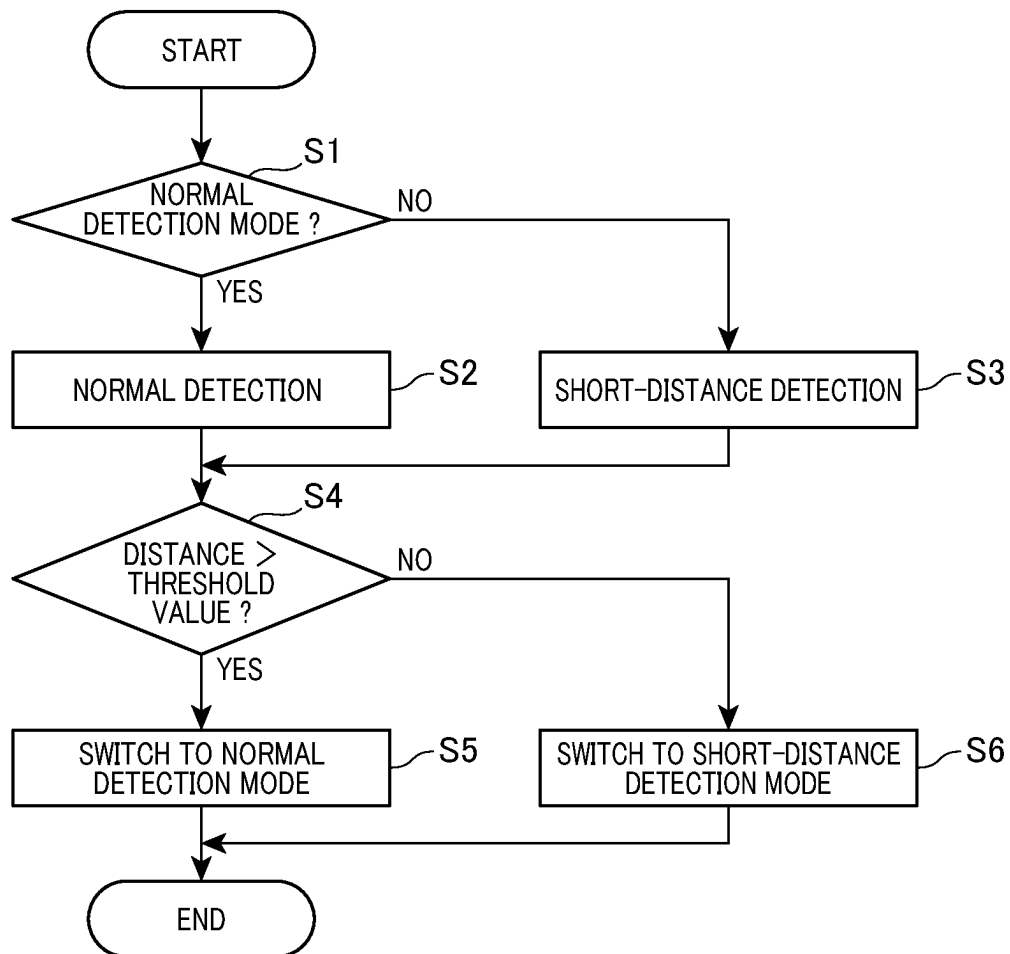 START
S1
NORMAL
DETECTION MODE ?
NO
YES
NORMAL DETECTION
S2
SHORT-DISTANCE DETECTION
S3
S4
DISTANCE >
THRESHOLD
VALUE ?
NO
YES
SWITCH TO NORMAL
DETECTION MODE
S5
SWITCH TO SHORT-DISTANCE
DETECTION MODE
S6
END